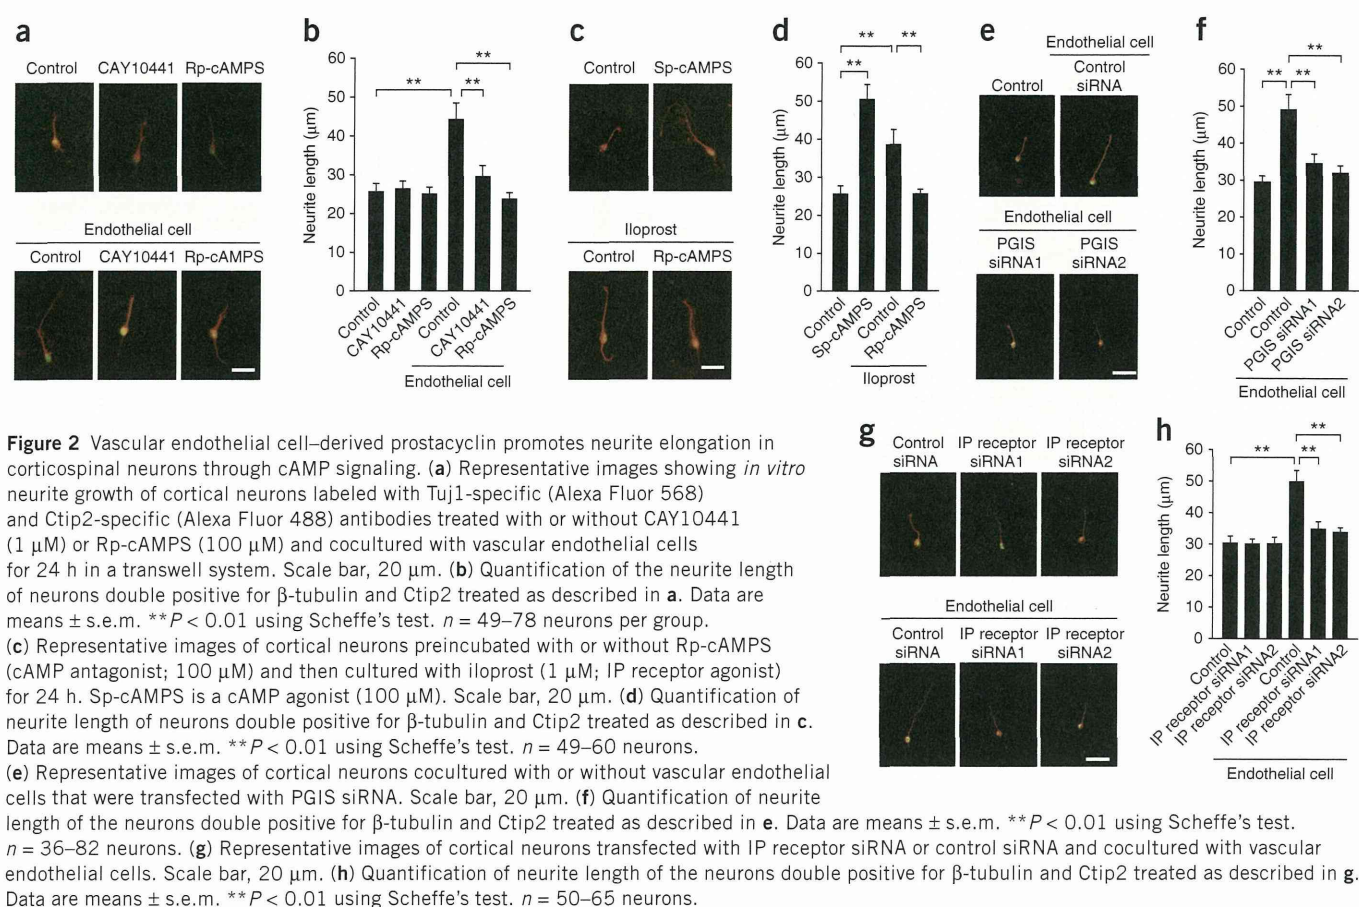 a
Control CAY10441 Rp-cAMPS
Endothelial cell
Control CAY10441 Rp-cAMPS
b
**
**
**
60
50
40
30
20
10
0
Neurite length (μm)
Control
CAY10441
Rp-cAMPS
Control
CAY10441
Rp-cAMPS
Endothelial cell
c
Control Sp-cAMPS
Iloprost
Control Rp-cAMPS
d
** **
**
60
50
40
30
20
10
0
Neurite length (μm)
Control
Sp-cAMPS
Control
Rp-cAMPS
Iloprost
e
Endothelial cell
Control
Control siRNA
Endothelial cell
PGIS PGIS
siRNA1 siRNA2
f
**
** **
60
50
40
30
20
10
0
Neurite length (μm)
Control
Control
PGIS siRNA1
PGIS siRNA2
Endothelial cell
Figure 2 Vascular endothelial cell–derived prostacyclin promotes neurite elongation in
corticospinal neurons through cAMP signaling. (a) Representative images showing in vitro
neurite growth of cortical neurons labeled with Tuj1-specific (Alexa Fluor 568)
and Ctip2-specific (Alexa Fluor 488) antibodies treated with or without CAY10441
(1 μM) or Rp-cAMPS (100 μM) and cocultured with vascular endothelial cells
for 24 h in a transwell system. Scale bar, 20 μm. (b) Quantification of the neurite length
of neurons double positive for β-tubulin and Ctip2 treated as described in a. Data are
means ± s.e.m. **P < 0.01 using Scheffe's test. n = 49–78 neurons per group.
(c) Representative images of cortical neurons preincubated with or without Rp-cAMPS
(cAMP antagonist; 100 μM) and then cultured with iloprost (1 μM; IP receptor agonist)
for 24 h. Sp-cAMPS is a cAMP agonist (100 μM). Scale bar, 20 μm. (d) Quantification of
neurite length of neurons double positive for β-tubulin and Ctip2 treated as described in c.
Data are means ± s.e.m. **P < 0.01 using Scheffe's test. n = 49–60 neurons.
(e) Representative images of cortical neurons cocultured with or without vascular endothelial
cells that were transfected with PGIS siRNA. Scale bar, 20 μm. (f) Quantification of neurite
length of the neurons double positive for β-tubulin and Ctip2 treated as described in e. Data are means ± s.e.m. **P < 0.01 using Scheffe's test.
n = 36–82 neurons. (g) Representative images of cortical neurons transfected with IP receptor siRNA or control siRNA and cocultured with vascular
endothelial cells. Scale bar, 20 μm. (h) Quantification of neurite length of the neurons double positive for β-tubulin and Ctip2 treated as described in g.
Data are means ± s.e.m. **P < 0.01 using Scheffe's test. n = 50–65 neurons.
g
Control IP receptor IP receptor
siRNA siRNA1 siRNA2
Endothelial cell
Control IP receptor IP receptor
siRNA siRNA1 siRNA2
h
**
** **
60
50
40
30
20
10
0
Neurite length (μm)
Control
IP receptor siRNA1
IP receptor siRNA2
Control
IP receptor siRNA1
IP receptor siRNA2
Endothelial cell